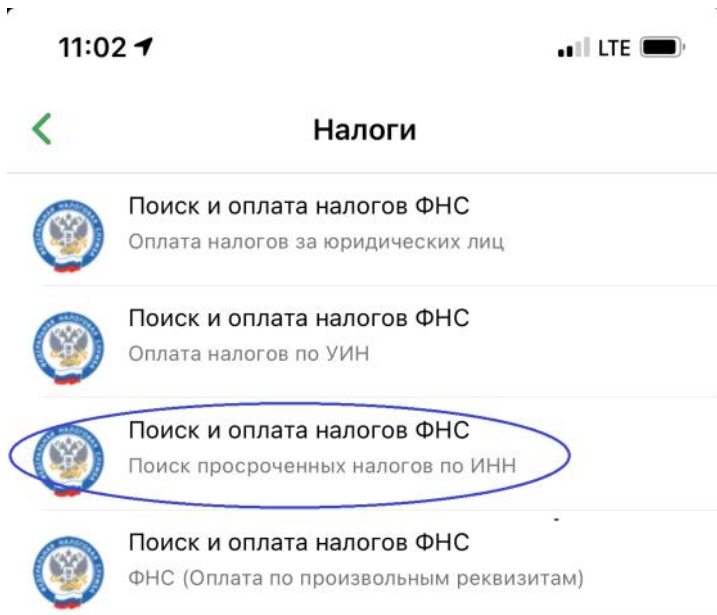 11:02
LTE
Налоги
Поиск и оплата налогов ФНС
Оплата налогов за юридических лиц
Поиск и оплата налогов ФНС
Оплата налогов по УИН
Поиск и оплата налогов ФНС
Поиск просроченных налогов по ИНН
Поиск и оплата налогов ФНС
ФНС (Оплата по произвольным реквизитам)